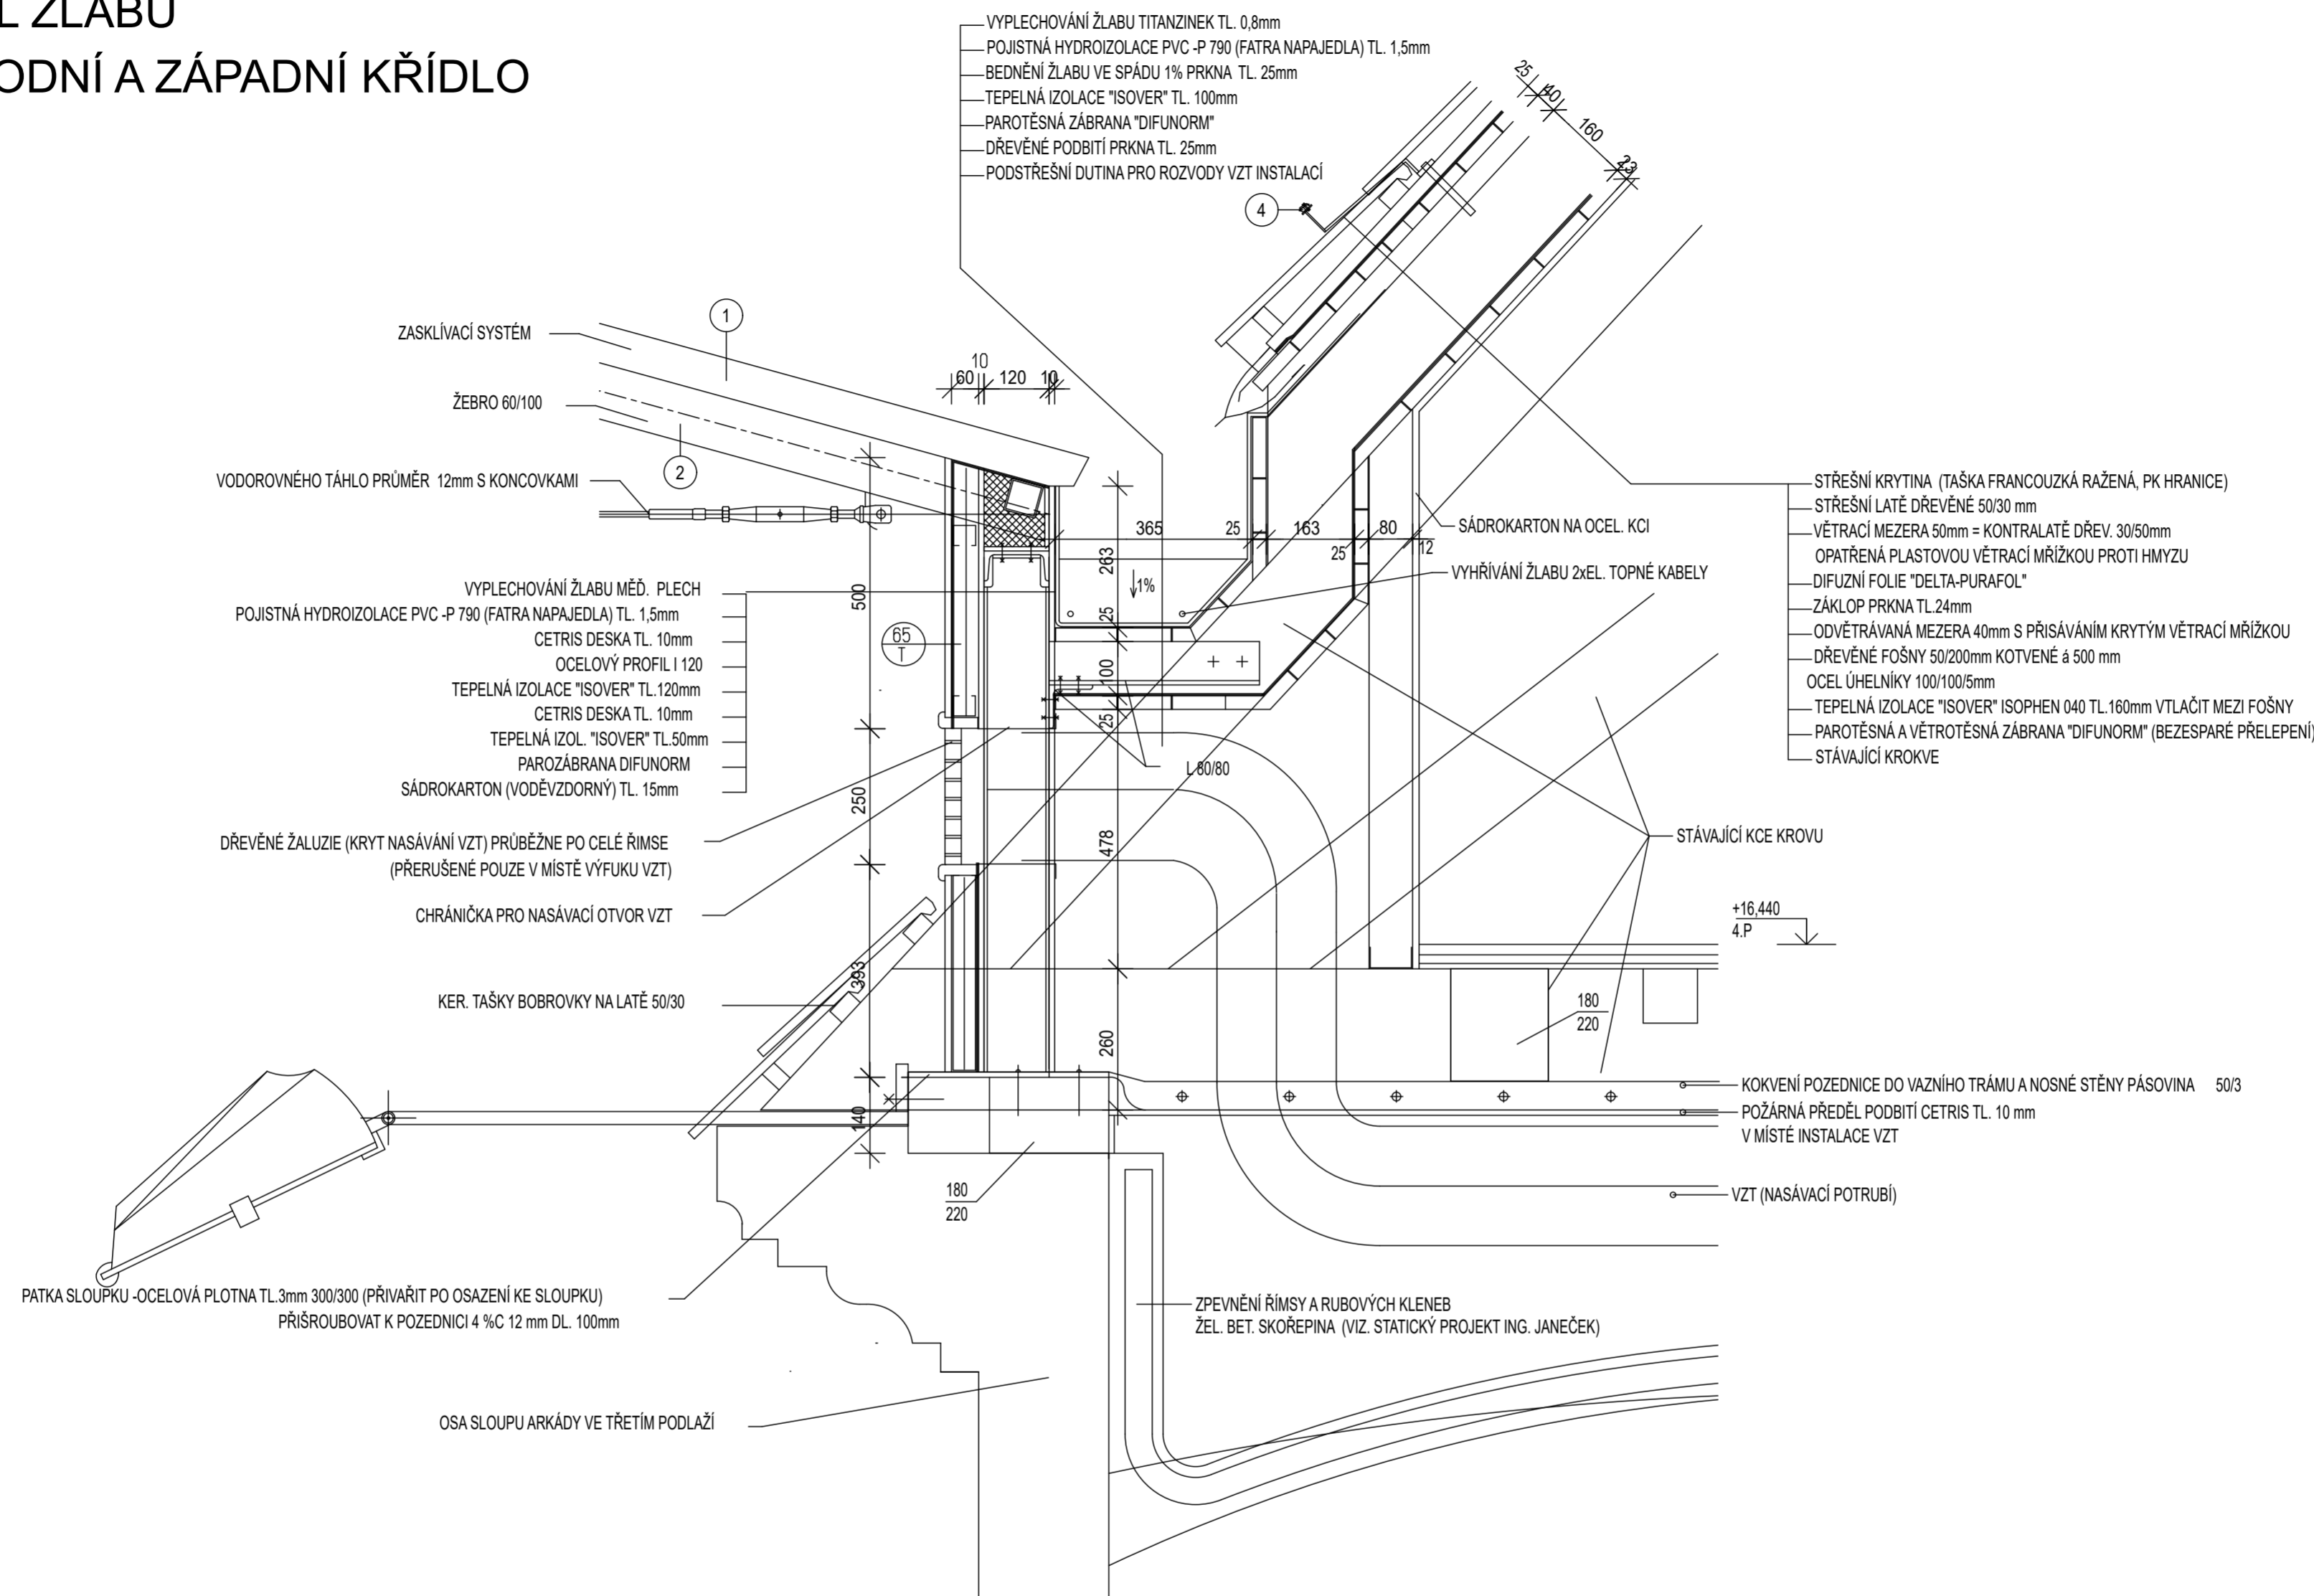 L ŽLABU
ODNÍ A ZÁPADNÍ KŘÍDLO
VYPLECHOVÁNÍ ŽLABU TITANZINEK TL. 0,8mm
POJISTNÁ HYDROIZOLACE PVC -P 790 (FATRA NAPAJEDLA) TL. 1,5mm
BEDNĚNÍ ŽLABU VE SPÁDU 1% PRKNA TL. 25mm
TEPELNÁ IZOLACE "ISOVER" TL. 100mm
PAROTĚSNÁ ZÁBRANA "DIFUNORM"
DŘEVĚNÉ PODBITÍ PRKNA TL. 25mm
PODSTŘEŠNÍ DUTINA PRO ROZVODY VZT INSTALACÍ
25
40
160
23
4
1
ZASKLÍVACÍ SYSTÉM
ŽEBRO 60/100
2
VODOROVNÉHO TÁHLO PRŮMĚR 12mm S KONCOVKAMI
10
60 120 10
365 25 163 25 80 12
263
1%
25
100
25
478
260
500
250
393
140
65
T
SÁDROKARTON NA OCEL. KCI
VYHŘÍVÁNÍ ŽLABU 2xEL. TOPNÉ KABELY
VYPLECHOVÁNÍ ŽLABU MĚĎ. PLECH
POJISTNÁ HYDROIZOLACE PVC -P 790 (FATRA NAPAJEDLA) TL. 1,5mm
CETRIS DESKA TL. 10mm
OCELOVÝ PROFIL I 120
TEPELNÁ IZOLACE "ISOVER" TL.120mm
CETRIS DESKA TL. 10mm
TEPELNÁ IZOL. "ISOVER" TL.50mm
PAROZÁBRANA DIFUNORM
SÁDROKARTON (VODĚVZDORNÝ) TL. 15mm
L 80/80
DŘEVĚNÉ ŽALUZIE (KRYT NASÁVÁNÍ VZT) PRŮBĚŽNE PO CELÉ ŘIMSE
(PŘERUŠENÉ POUZE V MÍSTĚ VÝFUKU VZT)
CHRÁNIČKA PRO NASÁVACÍ OTVOR VZT
KER. TAŠKY BOBROVKY NA LATĚ 50/30
STŘEŠNÍ KRYTINA (TAŠKA FRANCOUZKÁ RAŽENÁ, PK HRANICE)
STŘEŠNÍ LATĚ DŘEVĚNÉ 50/30 mm
VĚTRACÍ MEZERA 50mm = KONTRALATĚ DŘEV. 30/50mm
OPATŘENÁ PLASTOVOU VĚTRACÍ MŘÍŽKOU PROTI HMYZU
DIFUZNÍ FOLIE "DELTA-PURAFOL"
ZÁKLOP PRKNA TL.24mm
ODVĚTRÁVANÁ MEZERA 40mm S PŘISÁVÁNÍM KRYTÝM VĚTRACÍ MŘÍŽKOU
DŘEVĚNÉ FOŠNY 50/200mm KOTVENÉ á 500 mm
OCEL ÚHELNÍKY 100/100/5mm
TEPELNÁ IZOLACE "ISOVER" ISOPHEN 040 TL.160mm VTLAČIT MEZI FOŠNY
PAROTĚSNÁ A VĚTROTĚSNÁ ZÁBRANA "DIFUNORM" (BEZESPARÉ PŘELEPENÍ)
STÁVAJÍCÍ KROKVE
STÁVAJÍCÍ KCE KROVU
+16,440
4.P
180
220
KOKVENÍ POZEDNICE DO VAZNÍHO TRÁMU A NOSNÉ STĚNY PÁSOVINA 50/3
POŽÁRNÁ PŘEDĚL PODBITÍ CETRIS TL. 10 mm
V MÍSTÉ INSTALACE VZT
VZT (NASÁVACÍ POTRUBÍ)
180
220
PATKA SLOUPKU -OCELOVÁ PLOTNA TL.3mm 300/300 (PŘIVAŘIT PO OSAZENÍ KE SLOUPKU)
PŘIŠROUBOVAT K POZEDNICI 4 %C 12 mm DL. 100mm
ZPEVNĚNÍ ŘÍMSY A RUBOVÝCH KLENEB
ŽEL. BET. SKOŘEPINA (VIZ. STATICKÝ PROJEKT ING. JANEČEK)
OSA SLOUPU ARKÁDY VE TŘETÍM PODLAŽÍ